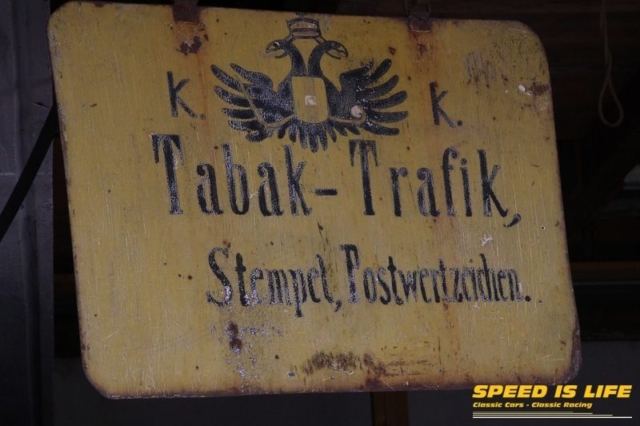 K. K.
Tabak-Trafik,
Stempel, Postwertzeichen.
SPEED IS LIFE
Classic Cars - Classic Racing